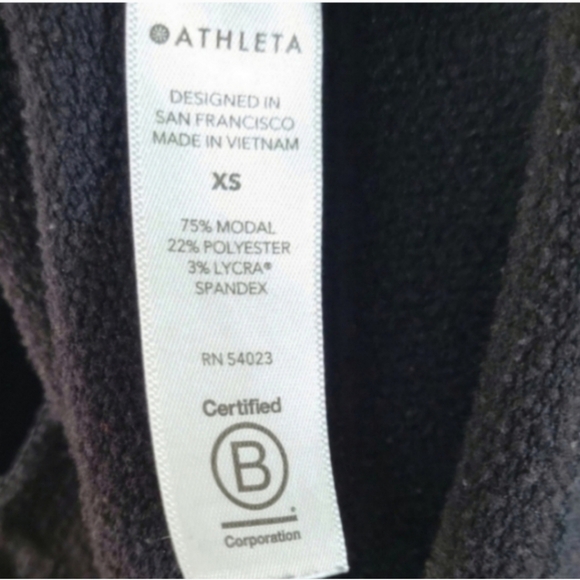 ATHLETA
DESIGNED IN
SAN FRANCISCO
MADE IN VIETNAM
XS
75% MODAL
22% POLYESTER
3% LYCRA®
SPANDEX
RN 54023
Certified
B
Corporation